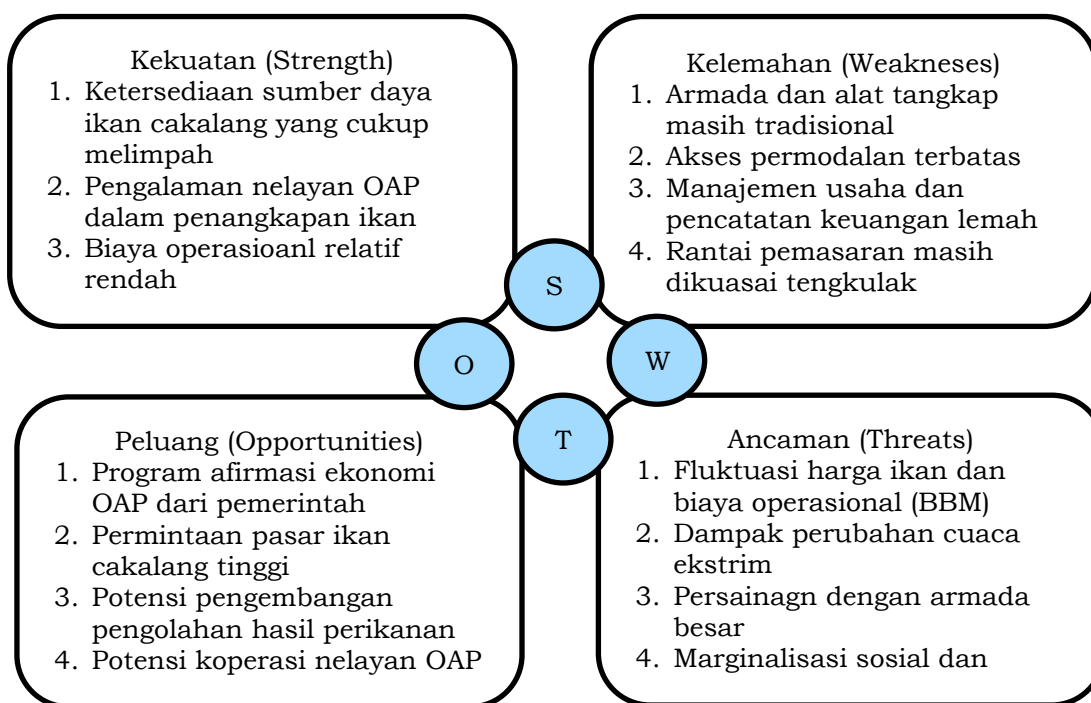 Kekuatan (Strength)
1. Ketersediaan sumber daya
ikan cakalang yang cukup
melimpah
2. Pengalaman nelayan OAP
dalam penangkapan ikan
3. Biaya operasioanl relatif
rendah
Kelemahan (Weakneses)
1. Armada dan alat tangkap
masih tradisional
2. Akses permodalan terbatas
3. Manajemen usaha dan
pencatatan keuangan lemah
4. Rantai pemasaran masih
dikuasai tengkulak
S
O
W
T
Peluang (Opportunities)
1. Program afirmasi ekonomi
OAP dari pemerintah
2. Permintaan pasar ikan
cakalang tinggi
3. Potensi pengembangan
pengolahan hasil perikanan
4. Potensi koperasi nelayan OAP
Ancaman (Threats)
1. Fluktuasi harga ikan dan
biaya operasional (BBM)
2. Dampak perubahan cuaca
ekstrim
3. Persainagn dengan armada
besar
4. Marginalisasi sosial dan